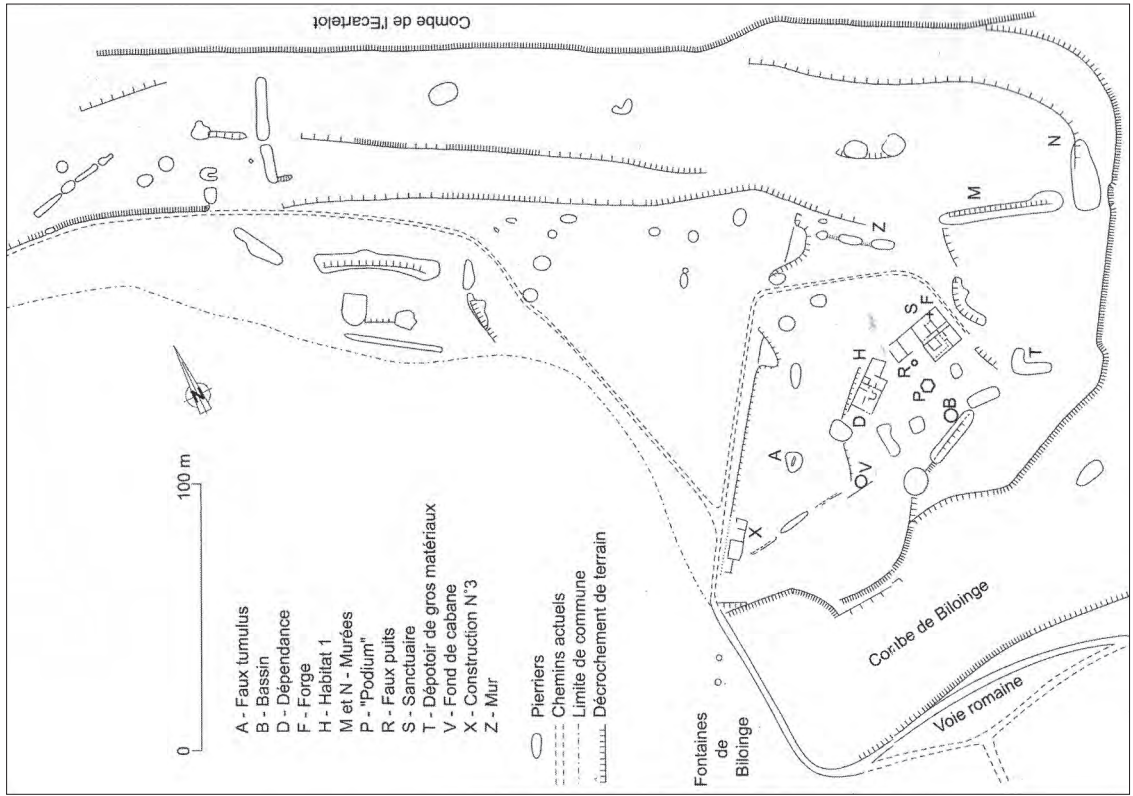 Combe de l'Ecartelot
N
0
100 m
A - Faux tumulus
B - Bassin
D - Dépendance
F - Forge
H - Habitat 1
M et N - Murées
P - "Podium"
R - Faux puits
S - Sanctuaire
T - Dépotoir de gros matériaux
V - Fond de cabane
X - Construction N°3
Z - Mur
Pierriers
Chemins actuels
Limite de commune
Décrochement de terrain
Fontaines
de
Biloinge
Combe de Biloinge
Voie romaine
N
M
Z
S
F
H
R
D
P
B
T
A
V
X